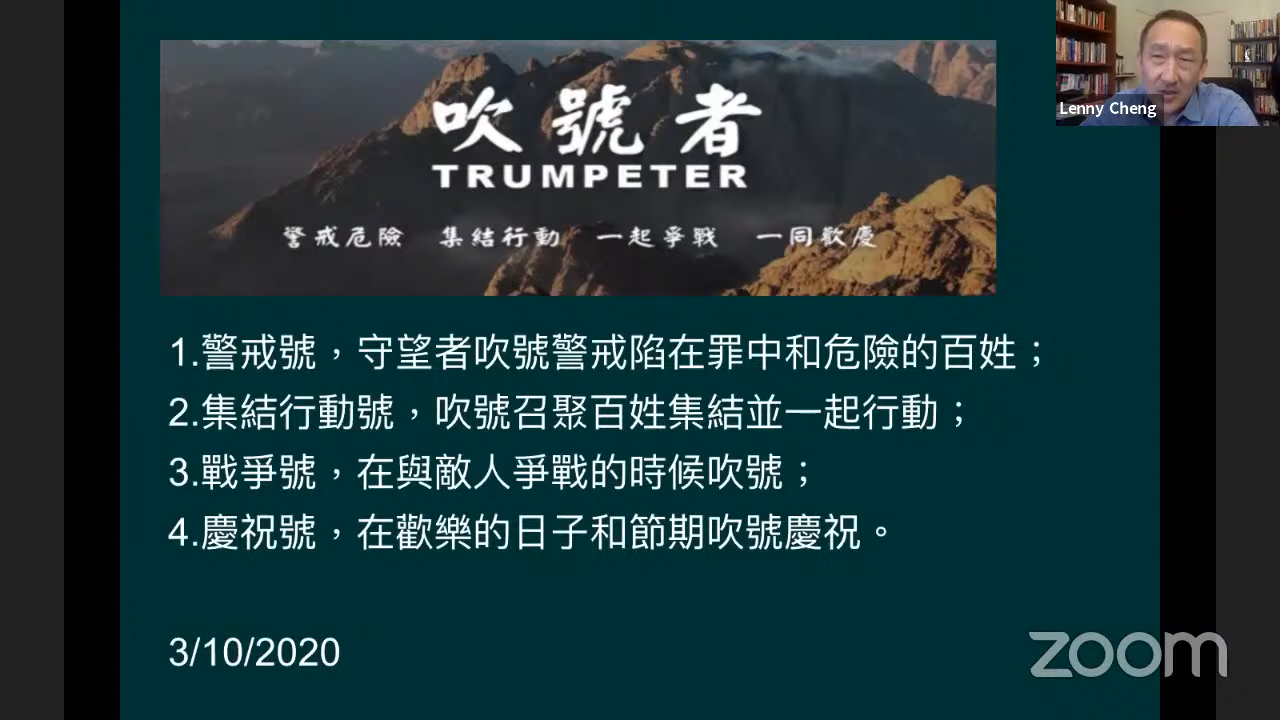 吹號者
TRUMPETER
警戒危險 集結行動 一起爭戰 一同歡慶
Lenny Cheng
1.警戒號，守望者吹號警戒陷在罪中和危險的百姓；
2.集結行動號，吹號召聚百姓集結並一起行動；
3.戰爭號，在與敵人爭戰的時候吹號；
4.慶祝號，在歡樂的日子和節期吹號慶祝。
3/10/2020
zoom